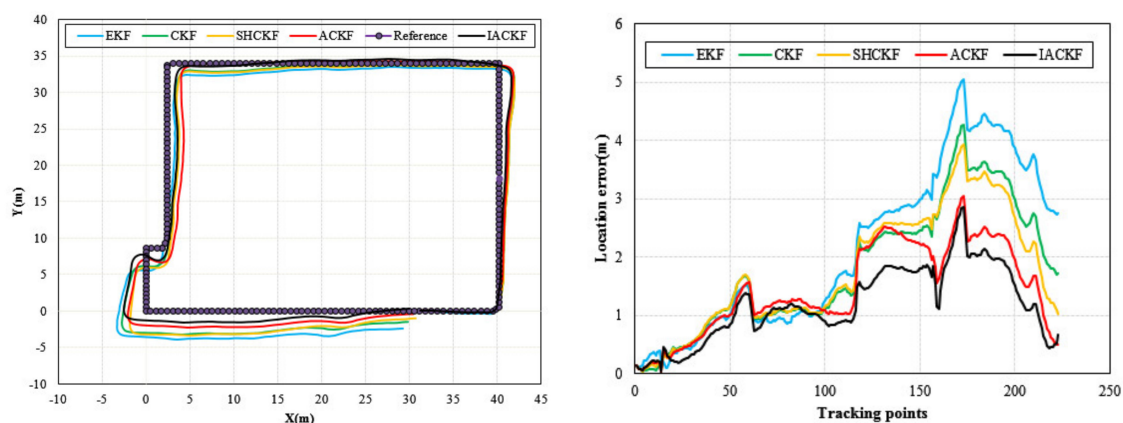 EKF CKF SHCKF ACKF Reference IACKF
40
35
30
25
20
15
10
5
0
-5
-10
Y(m)
-10 -5 0 5 10 15 20 25 30 35 40 45
X(m)
6
EKF CKF SHCKF ACKF IACKF
5
4
3
2
1
0
Location error(m)
0 50 100 150 200 250
Tracking points